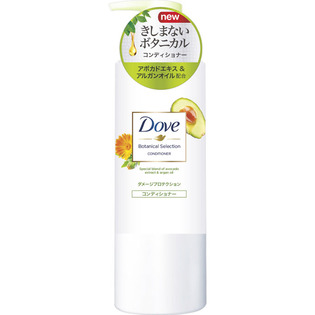 new
きしまない
ボタニカル
コンディショナー
アボカドエキス &
アルガンオイル配合
Dove
Botanical Selection
CONDITIONER
Special blend of avocado
extract & argan oil
ダメージプロテクション
コンディショナー